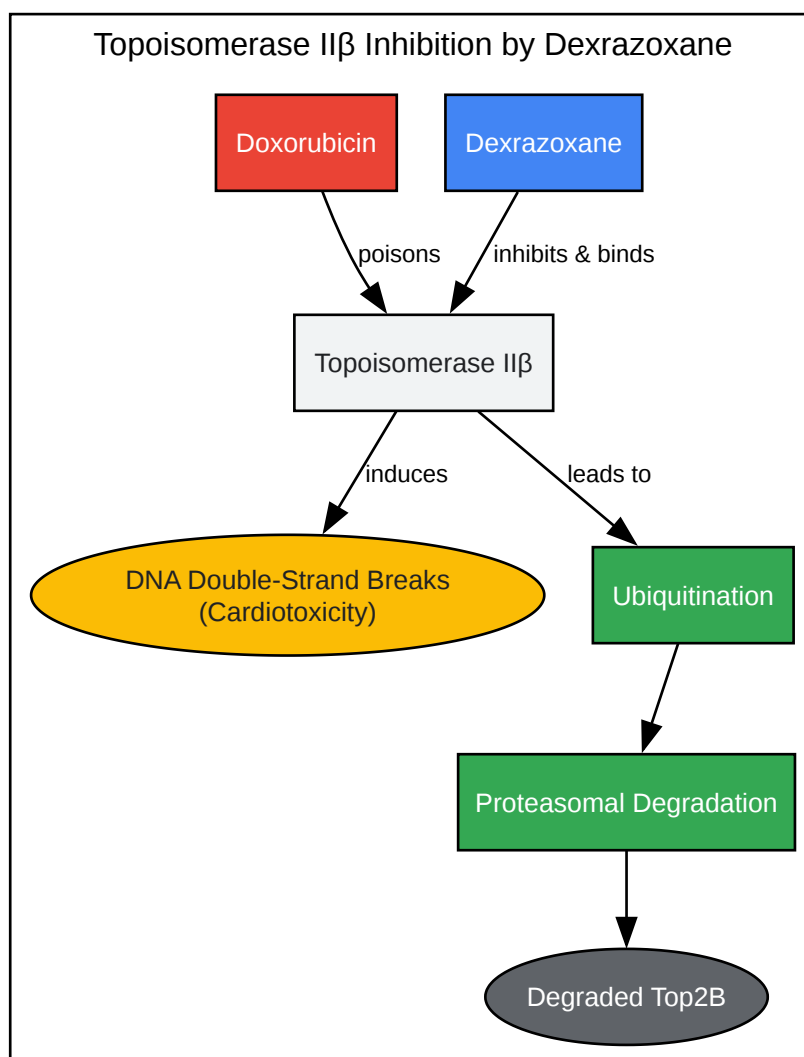 Topoisomerase IIβ Inhibition by Dexrazoxane
Doxorubicin
Dexrazoxane
poisons
inhibits & binds
Topoisomerase IIβ
induces
leads to
DNA Double-Strand Breaks
(Cardiotoxicity)
Ubiquitination
Proteasomal Degradation
Degraded Top2B